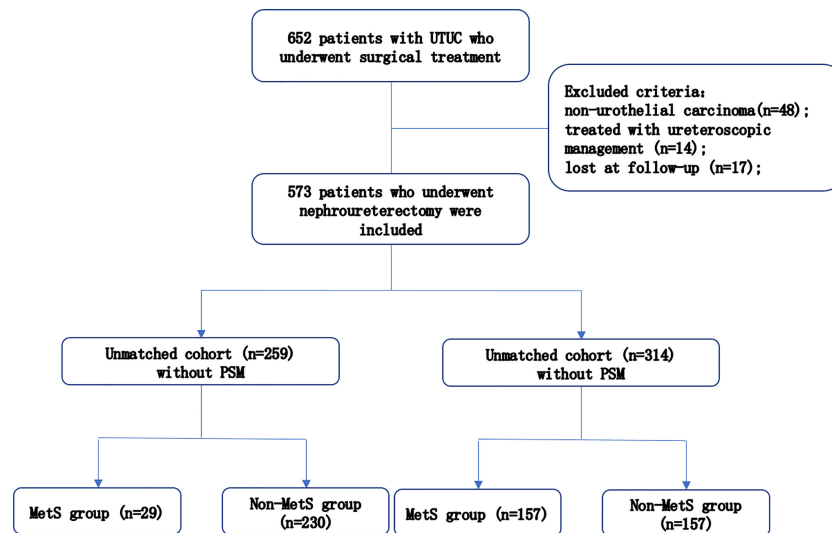 652 patients with UTUC who
underwent surgical treatment
Excluded criteria:
non-urothelial carcinoma(n=48);
treated with ureteroscopic
management (n=14);
lost at follow-up (n=17);
573 patients who underwent
nephroureterectomy were
included
Unmatched cohort (n=259)
without PSM
Unmatched cohort (n=314)
without PSM
MetS group (n=29)
Non-MetS group
(n=230)
MetS group (n=157)
Non-MetS group
(n=157)